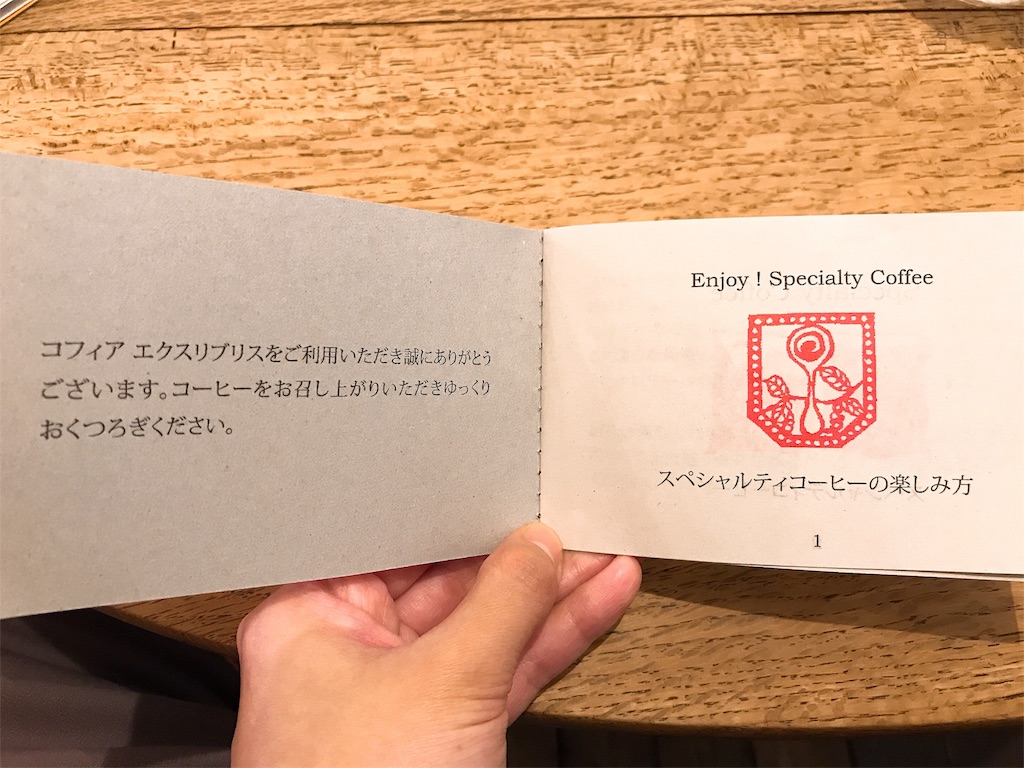 コフィア エクスリブリスをご利用いただき誠にありがとう
ございます。コーヒーをお召し上がりいただきゆっくり
おくつろぎください。
Enjoy ! Specialty Coffee
スペシャルティコーヒーの楽しみ方
1